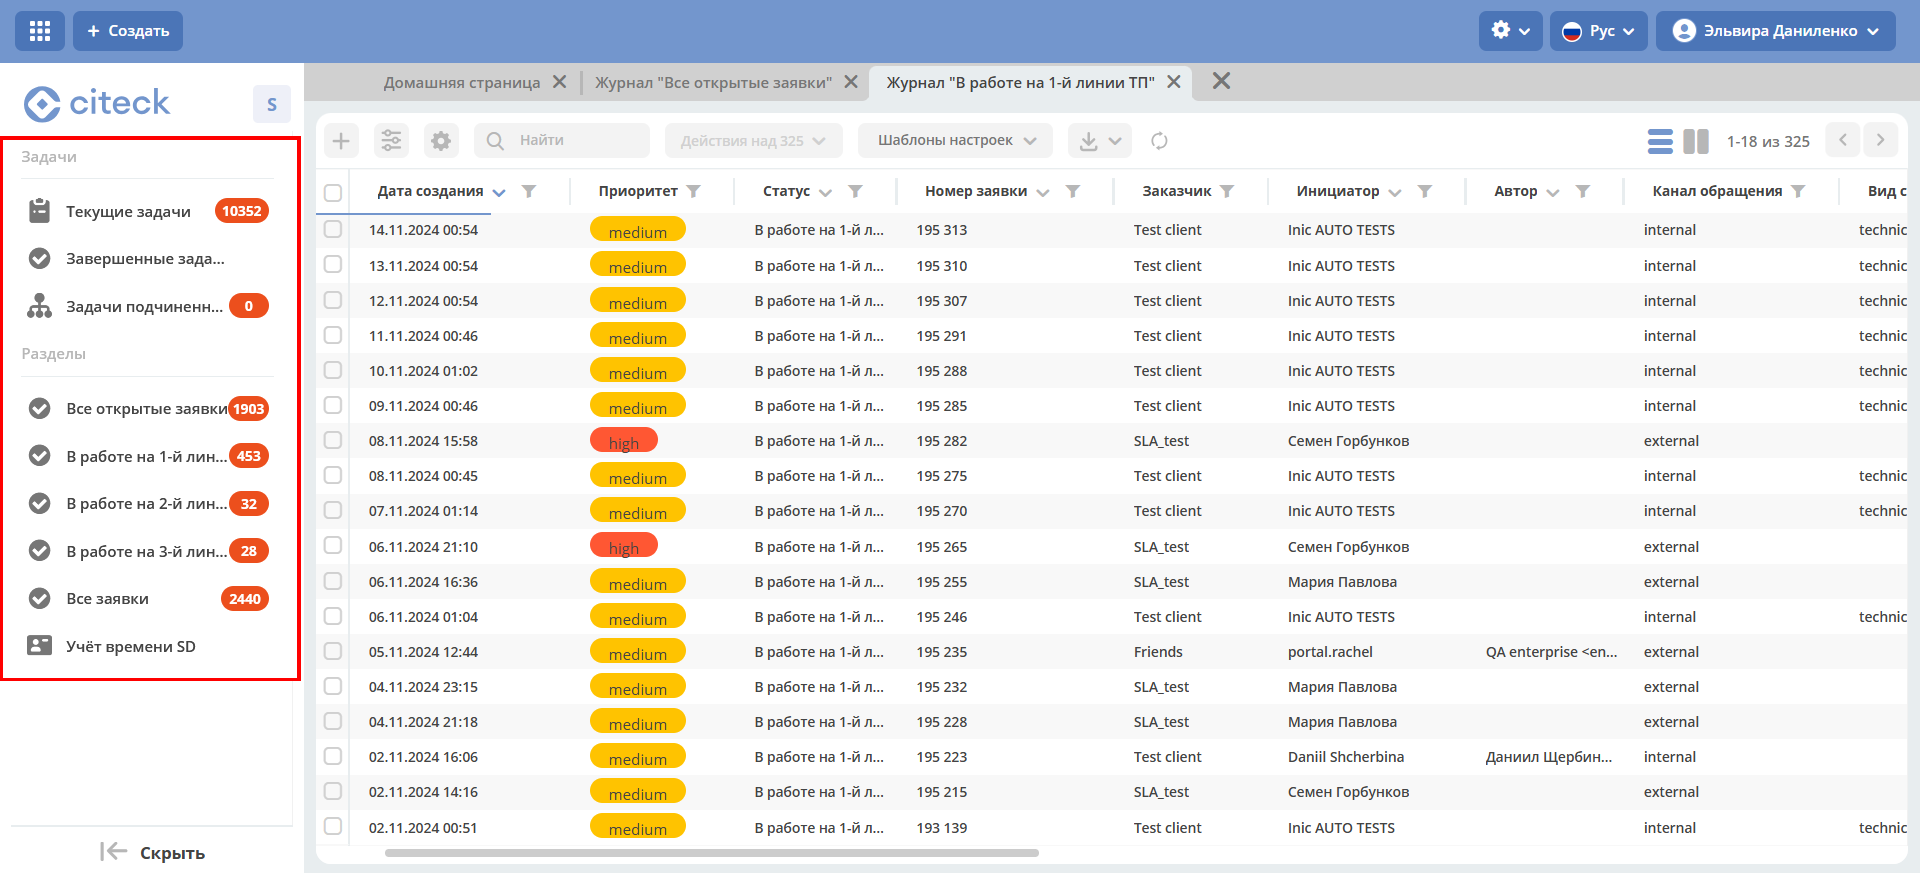 + Создать
Рус
Эльвира Даниленко
citeck
S
Домашняя страница
Журнал "Все открытые заявки"
Журнал "В работе на 1-й линии ТП"
Задачи
Текущие задачи 10352
Завершенные зада...
Задачи подчиненн... 0
Разделы
Все открытые заявки 1903
В работе на 1-й лин... 453
В работе на 2-й лин... 32
В работе на 3-й лин... 28
Все заявки 2440
Учёт времени SD
Скрыть
Найти
Действия над 325
Шаблоны настроек
1-18 из 325
Дата создания Приоритет Статус Номер заявки Заказчик Инициатор Автор Канал обращения Вид с
14.11.2024 00:54 medium В работе на 1-й л... 195 313 Test client Inic AUTO TESTS internal technic
13.11.2024 00:54 medium В работе на 1-й л... 195 310 Test client Inic AUTO TESTS internal technic
12.11.2024 00:54 medium В работе на 1-й л... 195 307 Test client Inic AUTO TESTS internal technic
11.11.2024 00:46 medium В работе на 1-й л... 195 291 Test client Inic AUTO TESTS internal technic
10.11.2024 01:02 medium В работе на 1-й л... 195 288 Test client Inic AUTO TESTS internal technic
09.11.2024 00:46 medium В работе на 1-й л... 195 285 Test client Inic AUTO TESTS internal technic
08.11.2024 15:58 high В работе на 1-й л... 195 282 SLA_test Семен Горбунков external
08.11.2024 00:45 medium В работе на 1-й л... 195 275 Test client Inic AUTO TESTS internal technic
07.11.2024 01:14 medium В работе на 1-й л... 195 270 Test client Inic AUTO TESTS internal technic
06.11.2024 21:10 high В работе на 1-й л... 195 265 SLA_test Семен Горбунков external
06.11.2024 16:36 medium В работе на 1-й л... 195 255 SLA_test Мария Павлова external
06.11.2024 01:04 medium В работе на 1-й л... 195 246 Test client Inic AUTO TESTS internal technic
05.11.2024 12:44 medium В работе на 1-й л... 195 235 Friends portal.rachel QA enterprise <en... external
04.11.2024 23:15 medium В работе на 1-й л... 195 232 SLA_test Мария Павлова external
04.11.2024 21:18 medium В работе на 1-й л... 195 228 SLA_test Мария Павлова external
02.11.2024 16:06 medium В работе на 1-й л... 195 223 Test client Daniil Shcherbina Даниил Щербин... internal
02.11.2024 14:16 medium В работе на 1-й л... 195 215 SLA_test Семен Горбунков external
02.11.2024 00:51 medium В работе на 1-й л... 193 139 Test client Inic AUTO TESTS internal technic